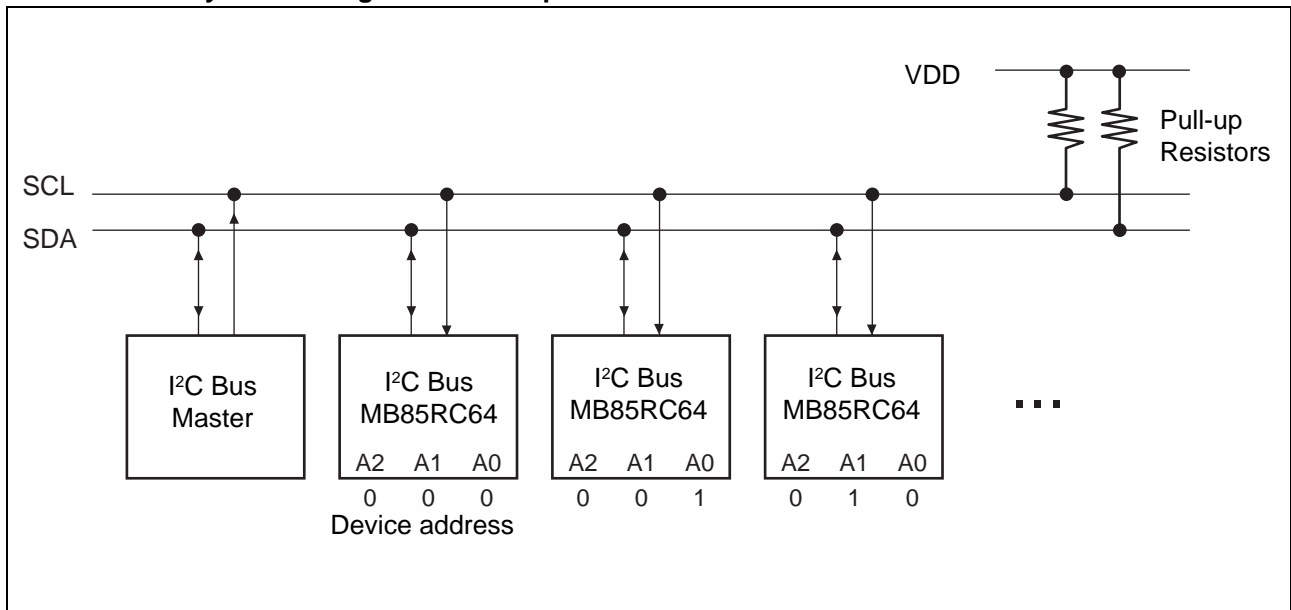 VDD
Pull-up
Resistors
SCL
SDA
I²C Bus
Master
I²C Bus
MB85RC64
A2 A1 A0
0 0 0
Device address
I²C Bus
MB85RC64
A2 A1 A0
0 0 1
I²C Bus
MB85RC64
A2 A1 A0
0 1 0
...